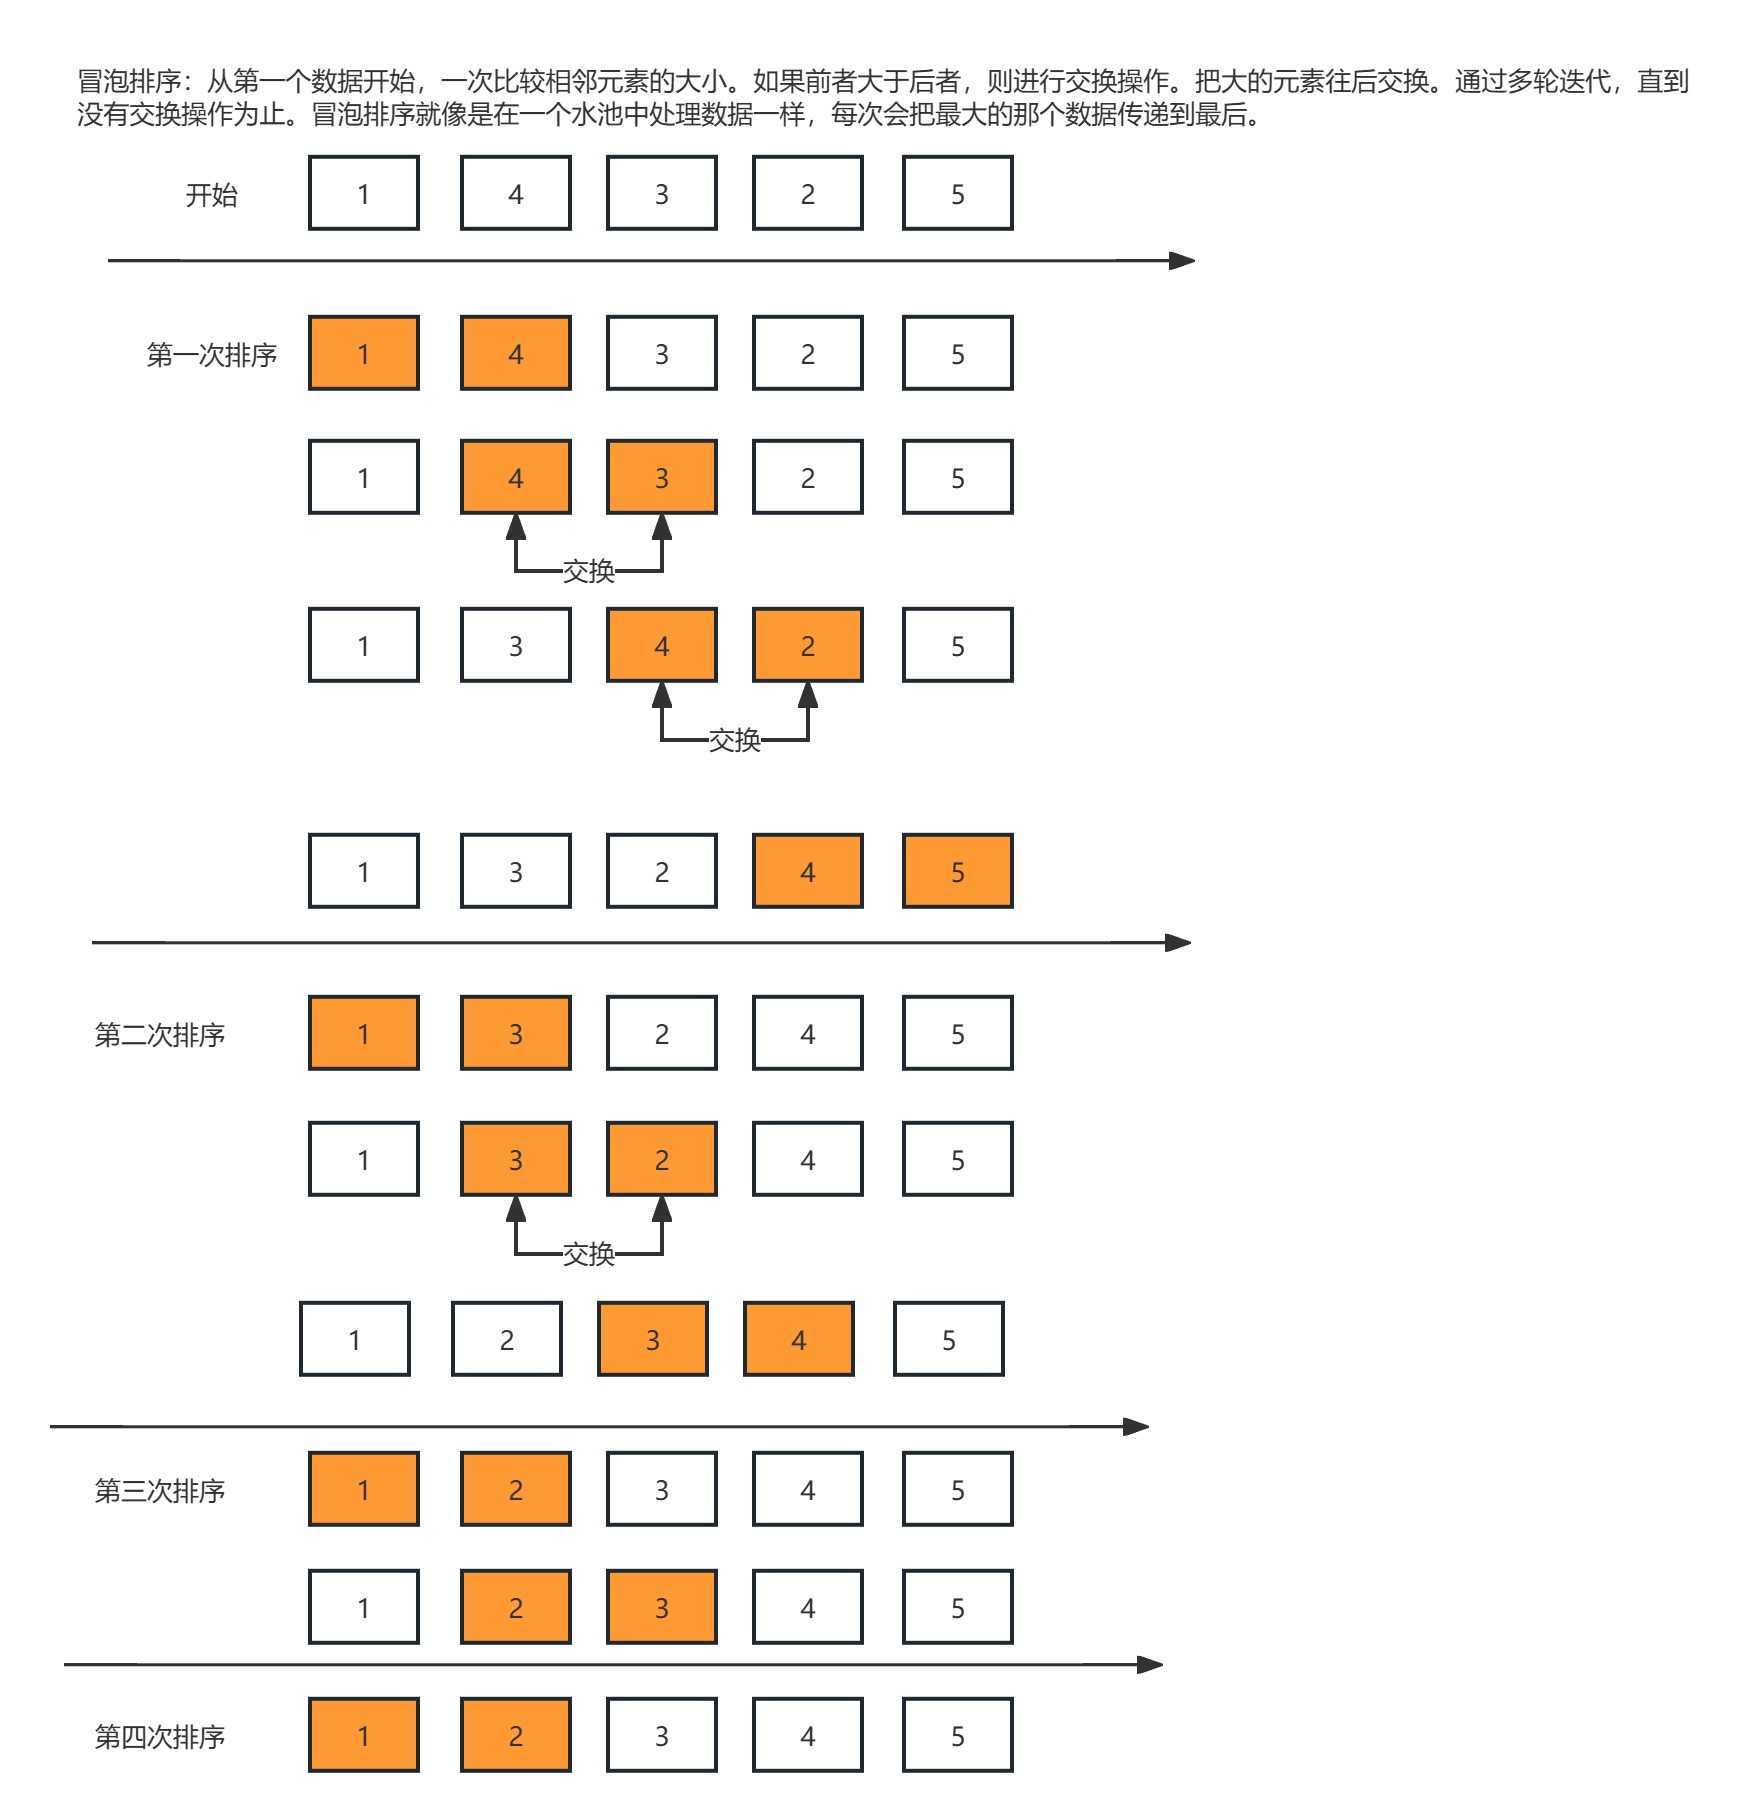 冒泡排序：从第一个数据开始，一次比较相邻元素的大小。如果前者大于后者，则进行交换操作。把大的元素往后交换。通过多轮迭代，直到
没有交换操作为止。冒泡排序就像是在一个水池中处理数据一样，每次会把最大的那个数据传递到最后。
开始 1 4 3 2 5
第一次排序 1 4 3 2 5
1 4 3 2 5
交换
1 3 4 2 5
交换
1 3 2 4 5
第二次排序 1 3 2 4 5
1 3 2 4 5
交换
1 2 3 4 5
第三次排序 1 2 3 4 5
1 2 3 4 5
第四次排序 1 2 3 4 5